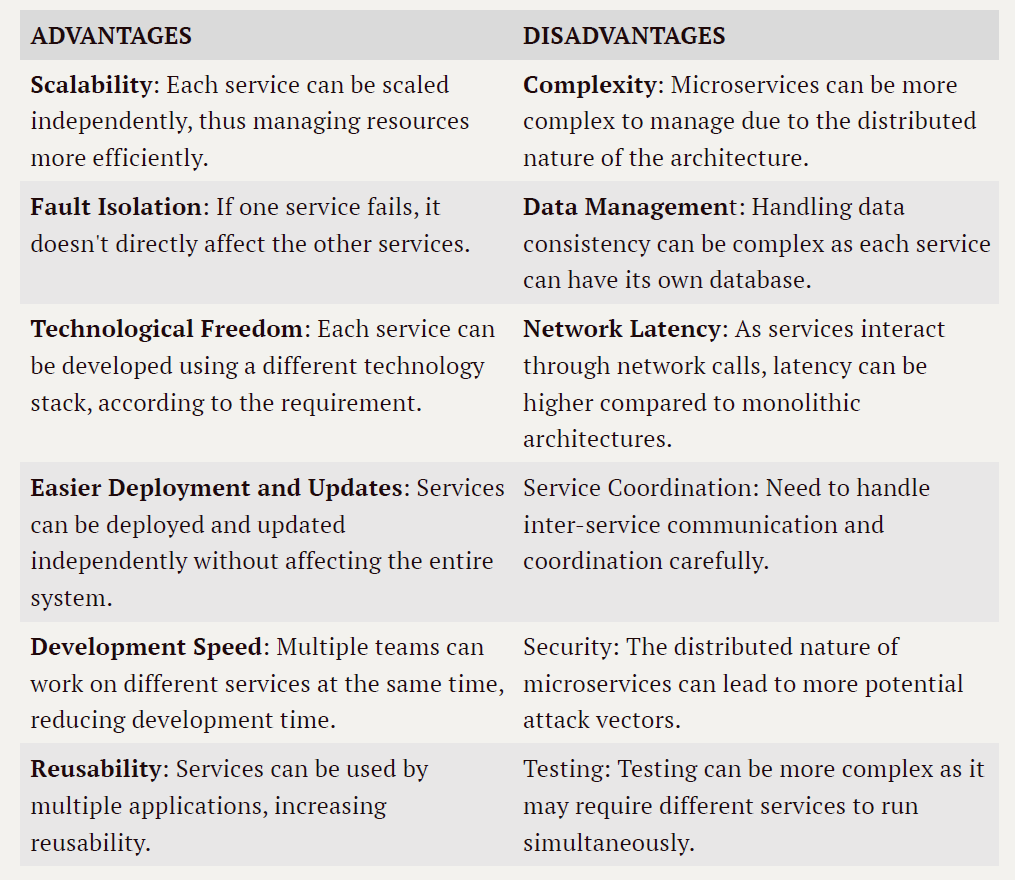 ADVANTAGES
DISADVANTAGES
Scalability: Each service can be scaled
independently, thus managing resources
more efficiently.
Complexity: Microservices can be more
complex to manage due to the distributed
nature of the architecture.
Fault Isolation: If one service fails, it
doesn't directly affect the other services.
Data Management: Handling data
consistency can be complex as each service
can have its own database.
Technological Freedom: Each service can
be developed using a different technology
stack, according to the requirement.
Network Latency: As services interact
through network calls, latency can be
higher compared to monolithic
architectures.
Easier Deployment and Updates: Services
can be deployed and updated
independently without affecting the entire
system.
Service Coordination: Need to handle
inter-service communication and
coordination carefully.
Development Speed: Multiple teams can
work on different services at the same time,
reducing development time.
Security: The distributed nature of
microservices can lead to more potential
attack vectors.
Reusability: Services can be used by
multiple applications, increasing
reusability.
Testing: Testing can be more complex as it
may require different services to run
simultaneously.